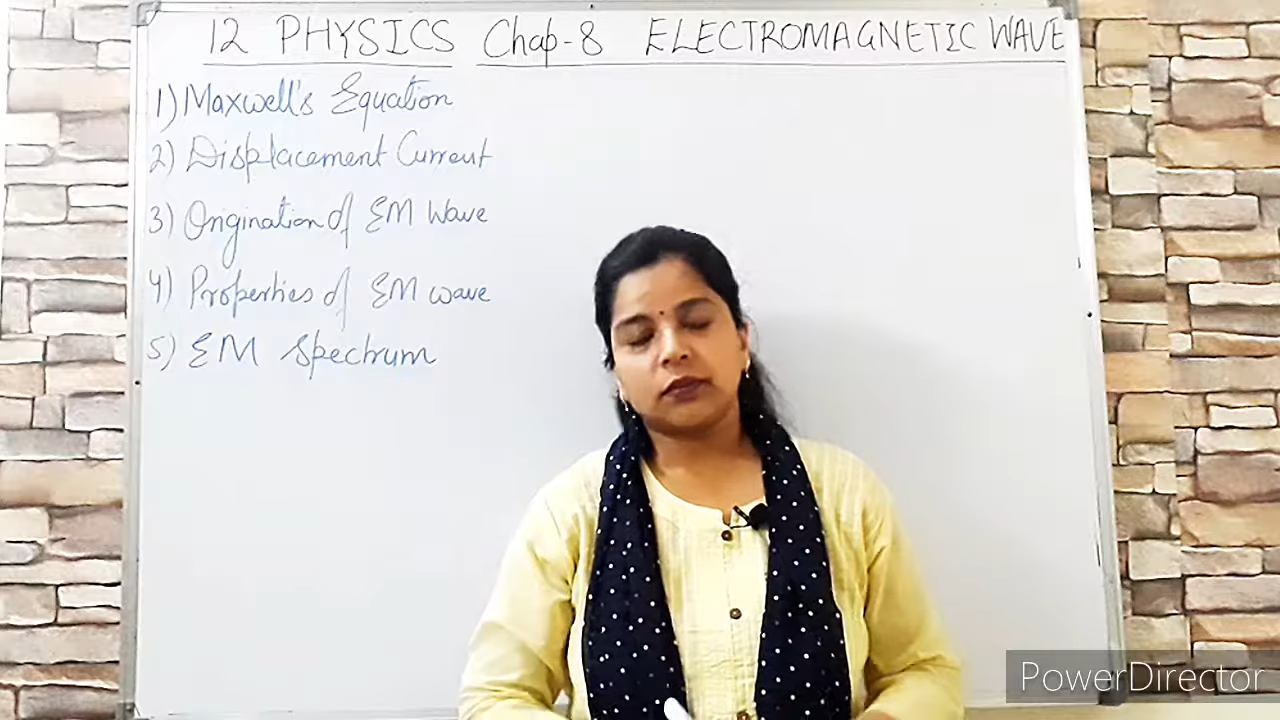 12 PHYSICS Chap-8 ELECTROMAGNETIC WAVE
1) Maxwell's Equation
2) Displacement Current
3) Origination of EM Wave
4) Properties of EM wave
5) EM Spectrum
PowerDirector